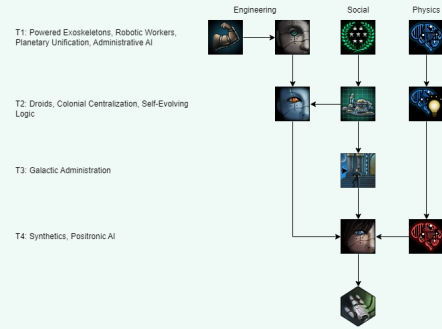 Engineering Social Physics
T1: Powered Exoskeletons, Robotic Workers,
Planetary Unification, Administrative AI
T2: Droids, Colonial Centralization, Self-Evolving
Logic
T3: Galactic Administration
T4: Synthetics, Positronic AI